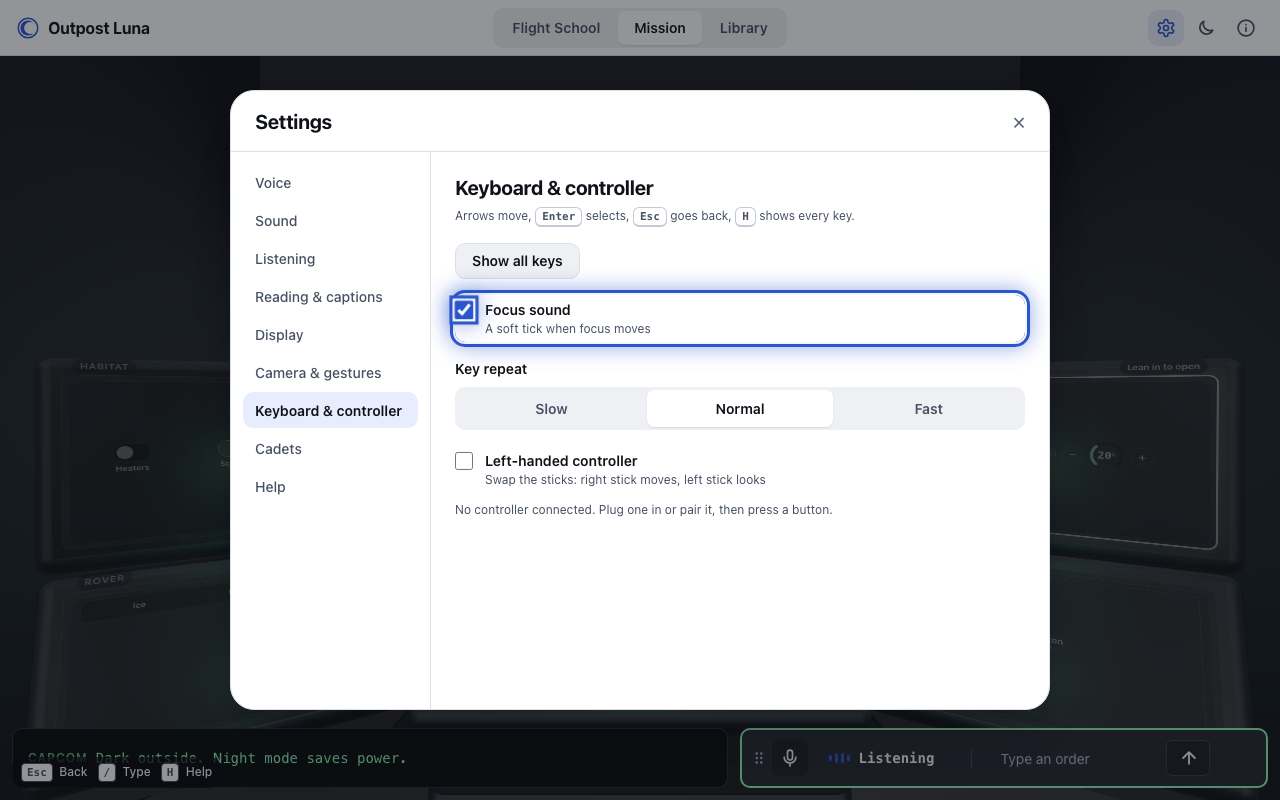 Outpost Luna
Flight School
Mission
Library
Settings
Voice
Sound
Listening
Reading & captions
Display
Camera & gestures
Keyboard & controller
Cadets
Help
Keyboard & controller
Arrows move, Enter selects, Esc goes back, H shows every key.
Show all keys
Focus sound
A soft tick when focus moves
Key repeat
Slow
Normal
Fast
Left-handed controller
Swap the sticks: right stick moves, left stick looks
No controller connected. Plug one in or pair it, then press a button.
HABITAT
Heaters
Lean in to open
− 20° +
ROVER
Ice
CAPCOM Dark outside. Night mode saves power.
Esc Back / Type H Help
Listening
Type an order